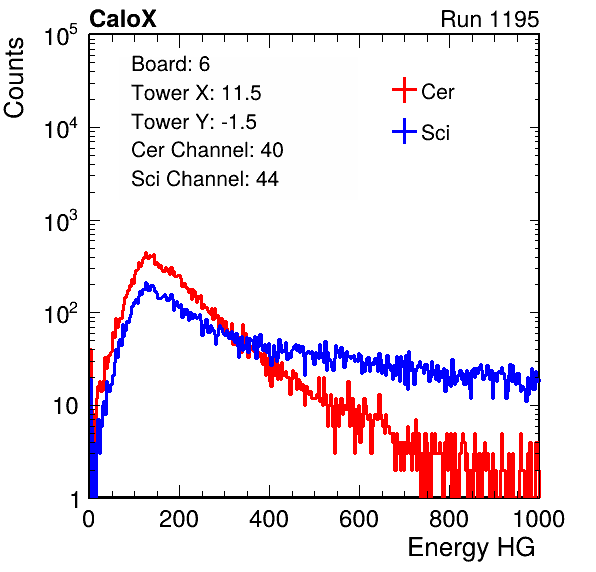 CaloX Run 1195
Counts
10^5
10^4
10^3
10^2
10
1
Board: 6
Tower X: 11.5
Tower Y: -1.5
Cer Channel: 40
Sci Channel: 44
Cer
Sci
0 200 400 600 800 1000
Energy HG